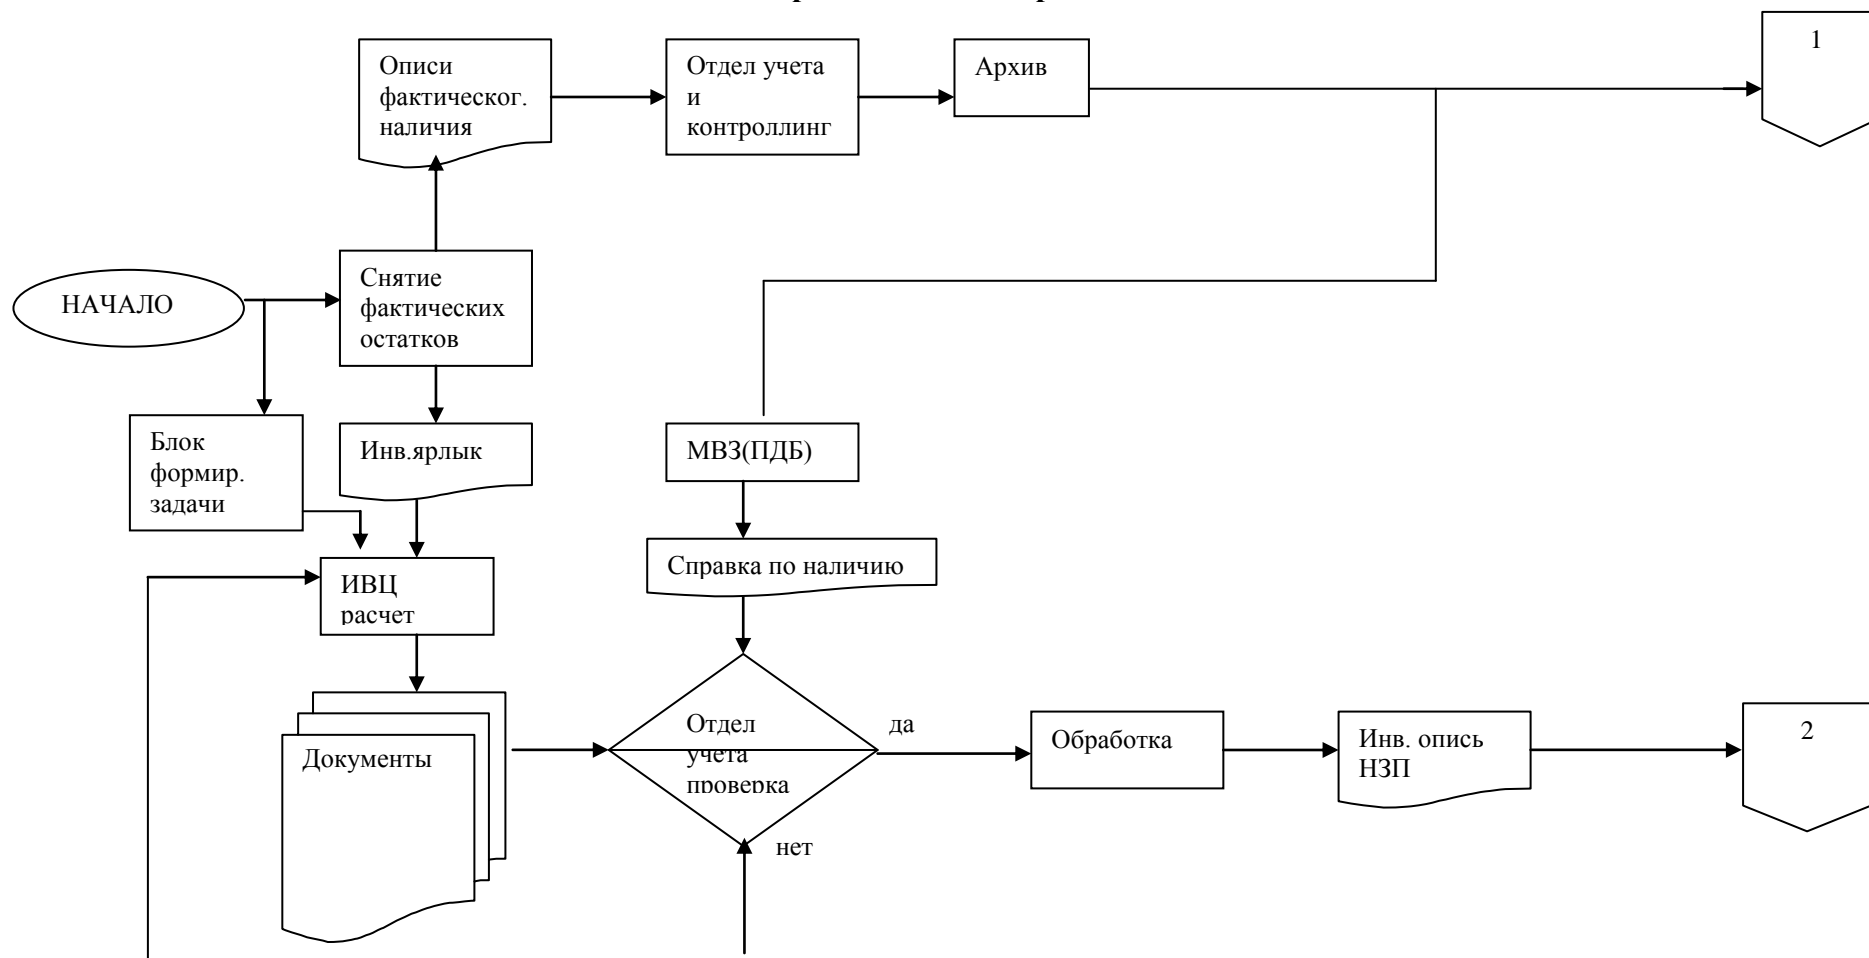 1
Описи
фактическог.
наличия
Отдел учета
и
контроллинг
Архив
НАЧАЛО
Снятие
фактических
остатков
Блок
формир.
задачи
Инв.ярлык
МВЗ(ПДБ)
Справка по наличию
ИВЦ
расчет
Документы
Отдел
учета
проверка
да
нет
Обработка
Инв. опись
НЗП
2